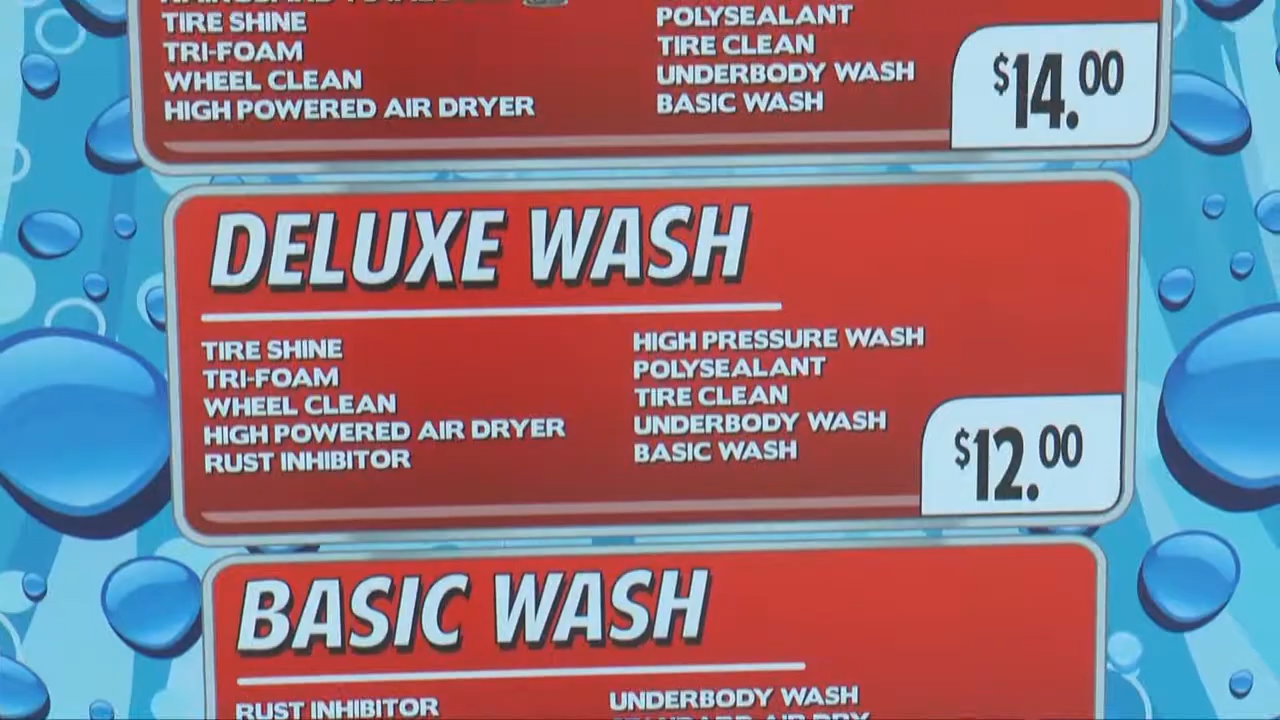 TIRE SHINE
TRI-FOAM
WHEEL CLEAN
HIGH POWERED AIR DRYER
POLYSEALANT
TIRE CLEAN
UNDERBODY WASH
BASIC WASH
$14.00
DELUXE WASH
TIRE SHINE
TRI-FOAM
WHEEL CLEAN
HIGH POWERED AIR DRYER
RUST INHIBITOR
HIGH PRESSURE WASH
POLYSEALANT
TIRE CLEAN
UNDERBODY WASH
BASIC WASH
$12.00
BASIC WASH
RUST INHIBITOR
UNDERBODY WASH